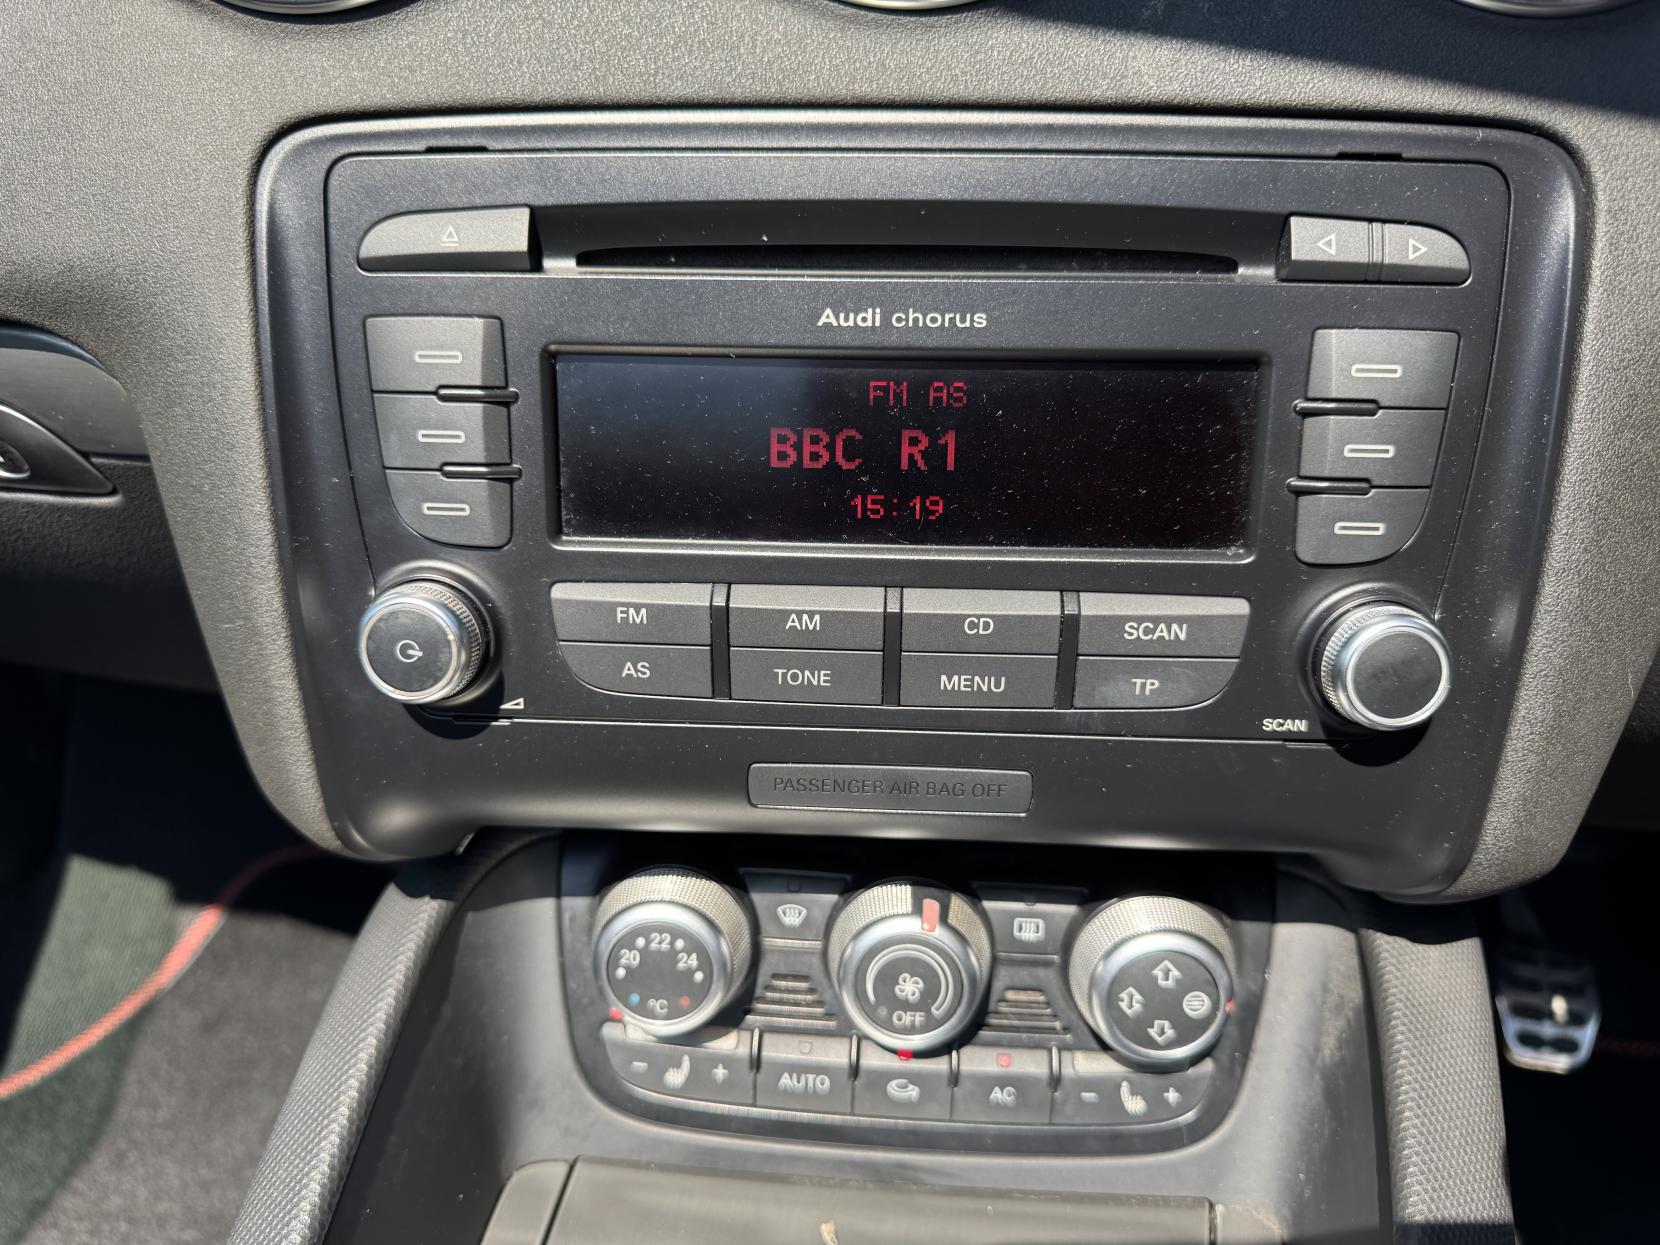 Audi chorus
FM AS
BBC R1
15:19
FM AM CD SCAN
AS TONE MENU TP
SCAN
PASSENGER AIR BAG OFF
20 22 24
°C
OFF
- + AUTO AC - +